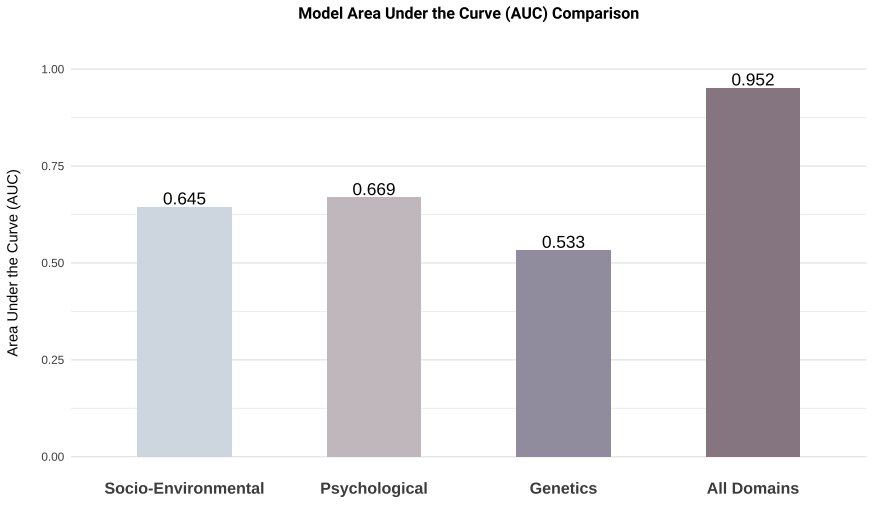 Model Area Under the Curve (AUC) Comparison
Area Under the Curve (AUC)
1.00
0.75
0.50
0.25
0.00
0.645
0.669
0.533
0.952
Socio-Environmental
Psychological
Genetics
All Domains